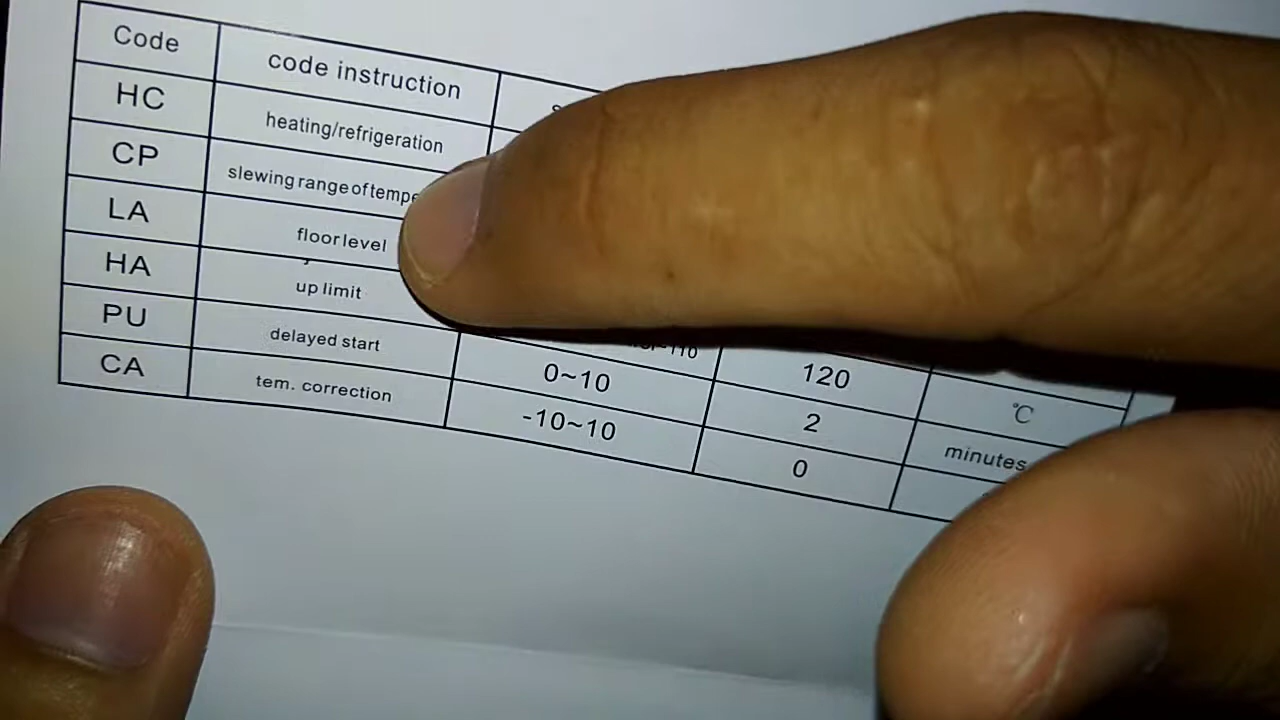 Code code instruction
HC heating/refrigeration
CP slewing range of
LA floor level
HA up limit 120 ℃
PU delayed start 0~10 2 minutes
CA tem. correction -10~10 0